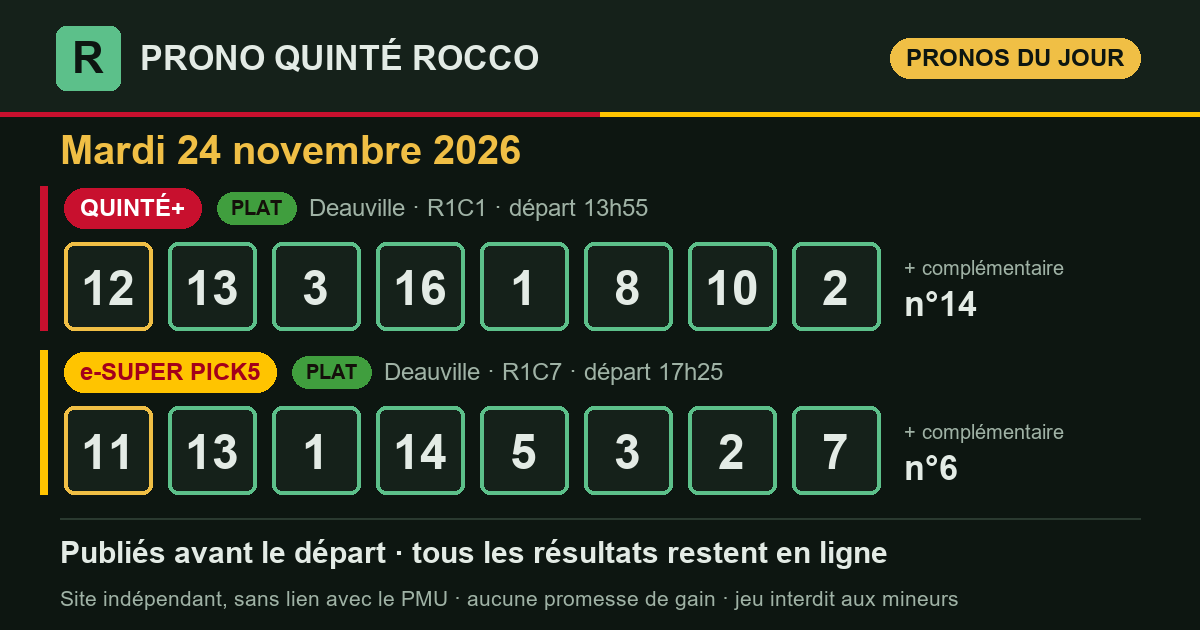 R PRONO QUINTÉ ROCCO PRONOS DU JOUR
Mardi 24 novembre 2026
QUINTÉ+ PLAT Deauville · R1C1 · départ 13h55
12 13 3 16 1 8 10 2
+ complémentaire
n°14
e-SUPER PICK5 PLAT Deauville · R1C7 · départ 17h25
11 13 1 14 5 3 2 7
+ complémentaire
n°6
Publiés avant le départ · tous les résultats restent en ligne
Site indépendant, sans lien avec le PMU · aucune promesse de gain · jeu interdit aux mineurs